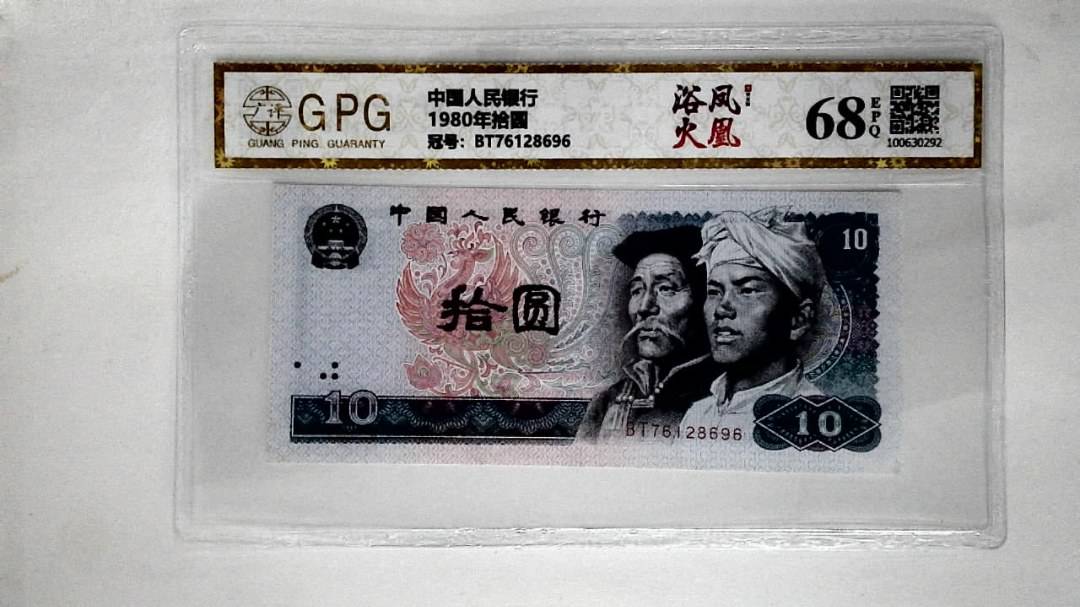 广评
GPG
GUANG PING GUARANTY
中国人民银行
1980年拾圆
冠号：BT76128696
浴火
凤凰
68
EPQ
100630292
中国人民银行
10
拾圆
10
BT76128696
10